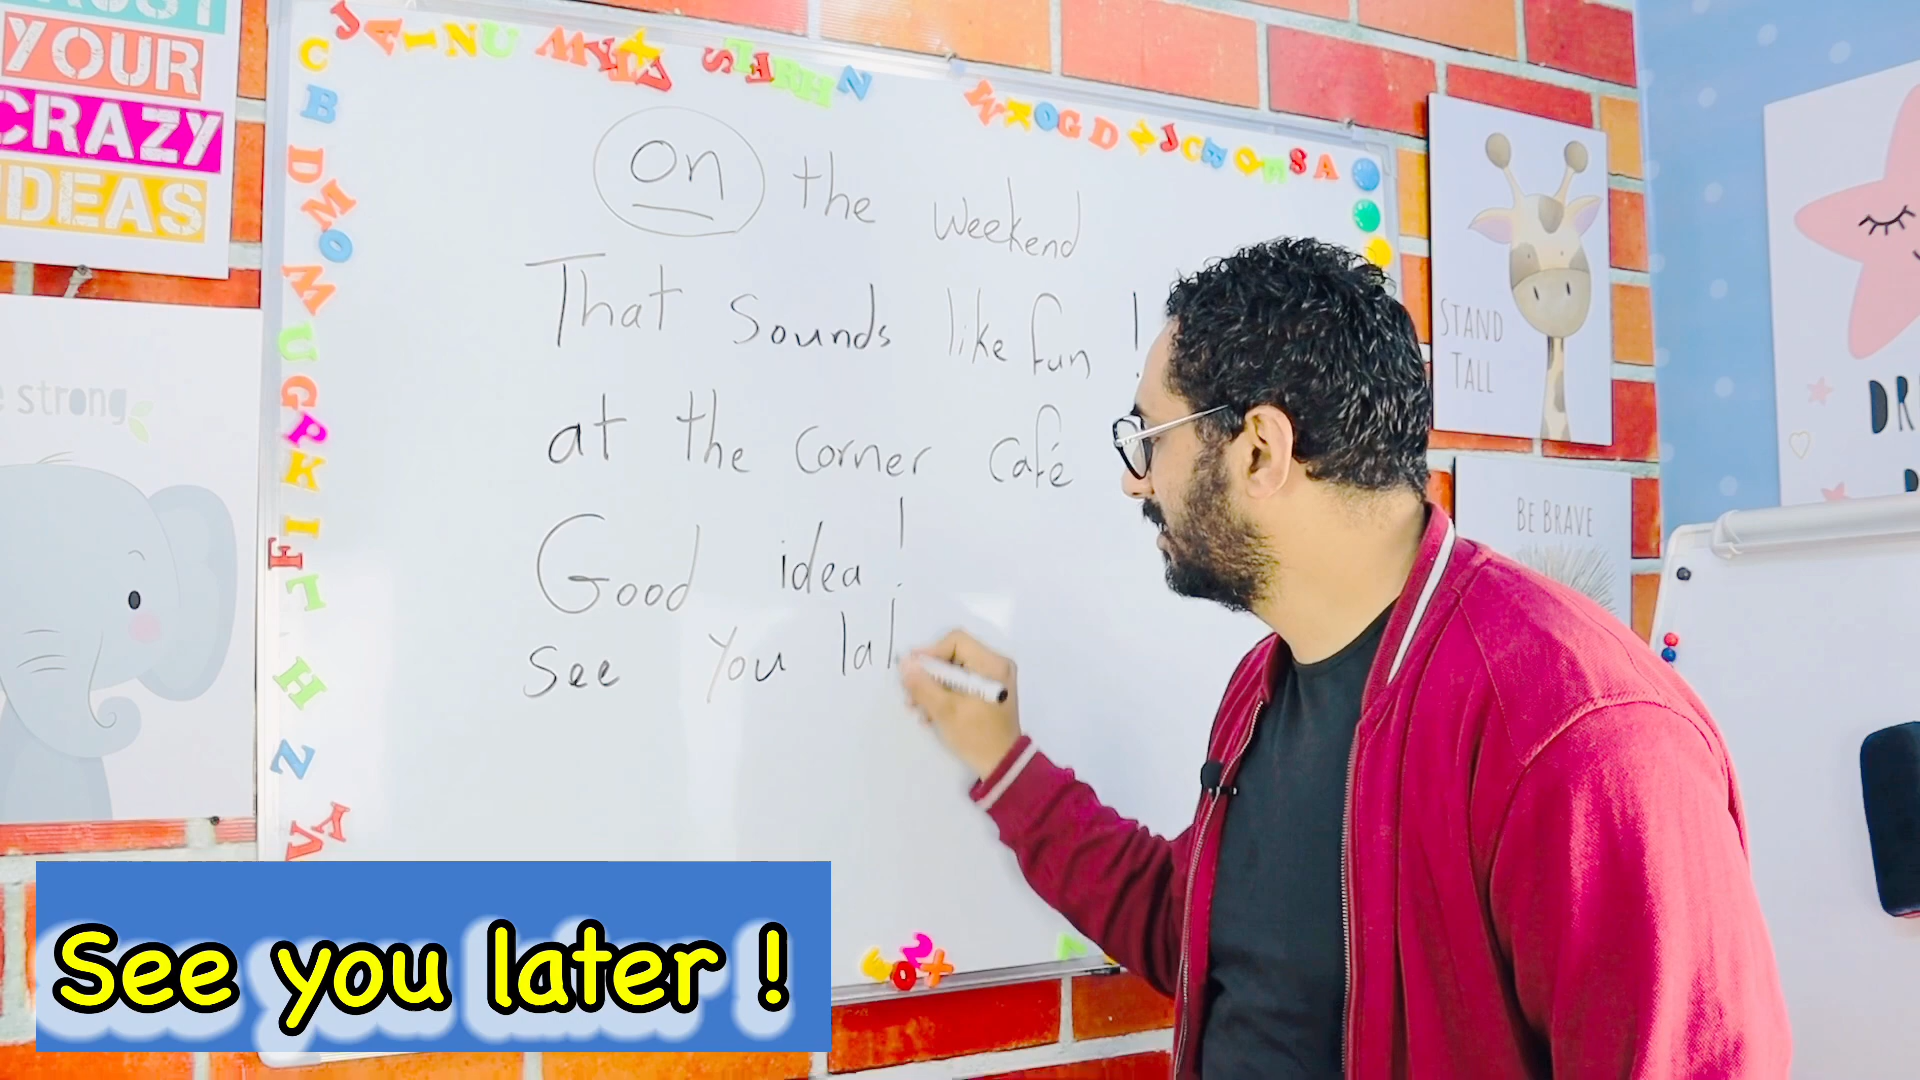 YOUR
CRAZY
IDEAS
strong
on the weekend
That sounds like fun !
at the corner café
Good idea !
See you lat
STAND
TALL
BE BRAVE
See you later !